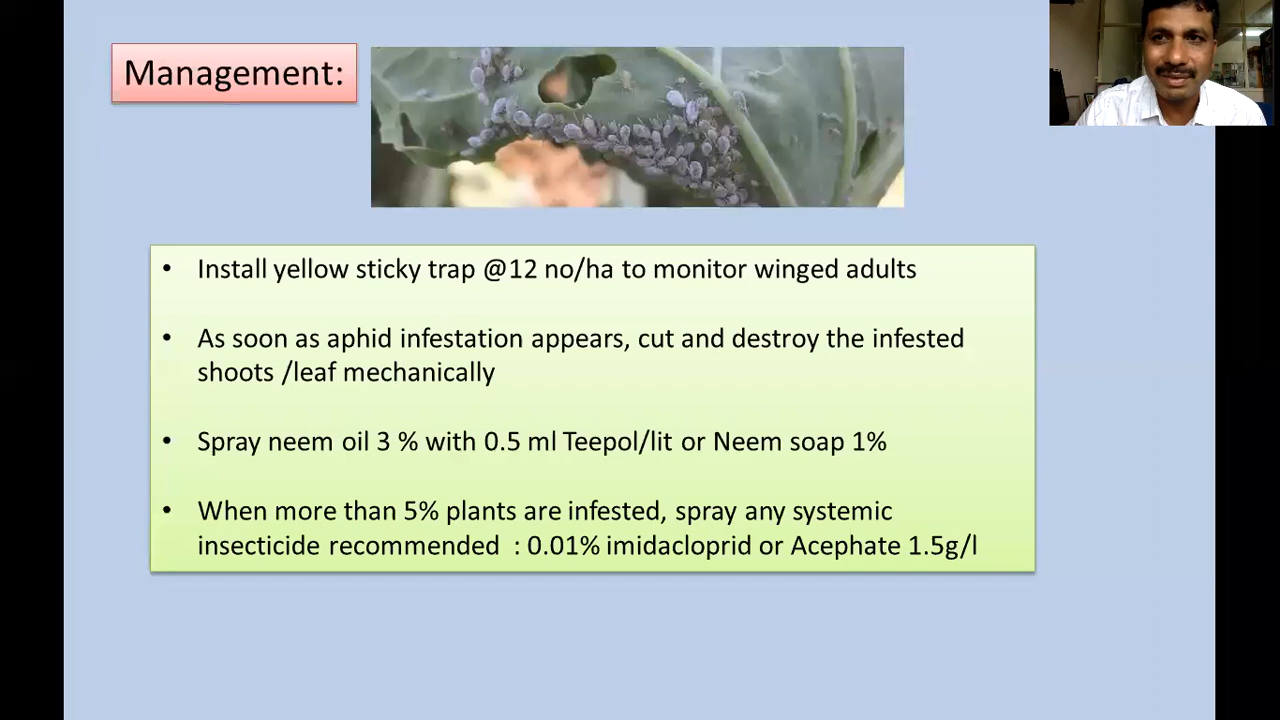 Management:
• Install yellow sticky trap @12 no/ha to monitor winged adults
• As soon as aphid infestation appears, cut and destroy the infested
shoots /leaf mechanically
• Spray neem oil 3 % with 0.5 ml Teepol/lit or Neem soap 1%
• When more than 5% plants are infested, spray any systemic
insecticide recommended : 0.01% imidacloprid or Acephate 1.5g/l